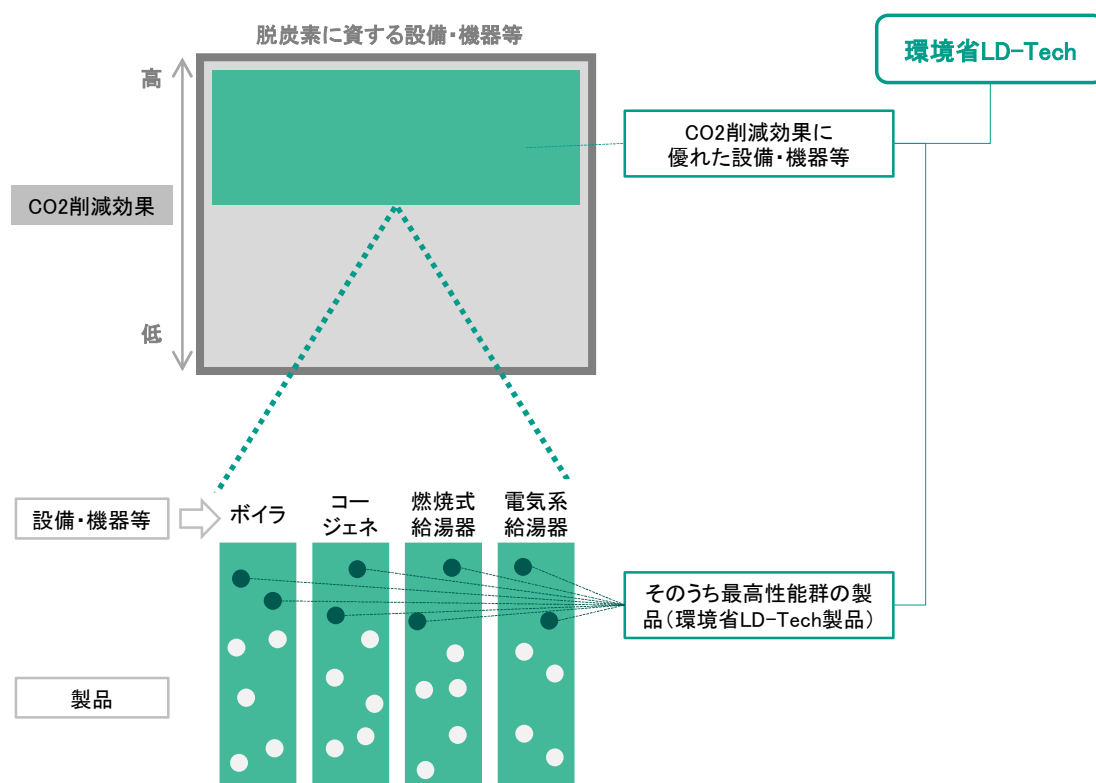 脱炭素に資する設備・機器等
環境省LD-Tech
高
CO2削減効果に
優れた設備・機器等
CO2削減効果
低
設備・機器等
ボイラ
コー
ジェネ
燃焼式
給湯器
電気系
給湯器
そのうち最高性能群の製
品(環境省LD-Tech製品)
製品